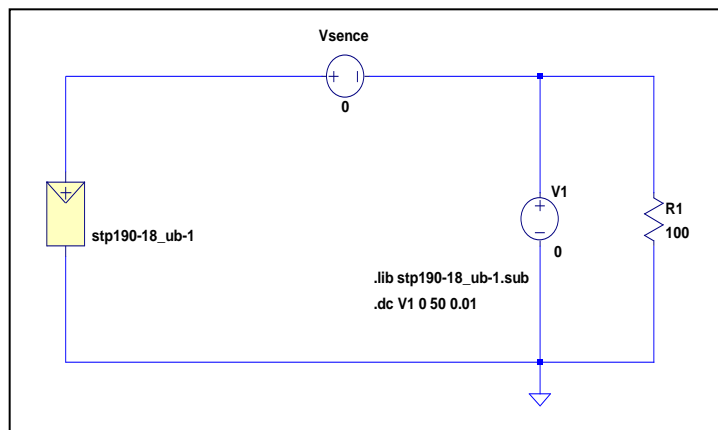 Vsence
+ −
0
+
stp190-18_ub-1
V1
+
−
0
R1
100
.lib stp190-18_ub-1.sub
.dc V1 0 50 0.01